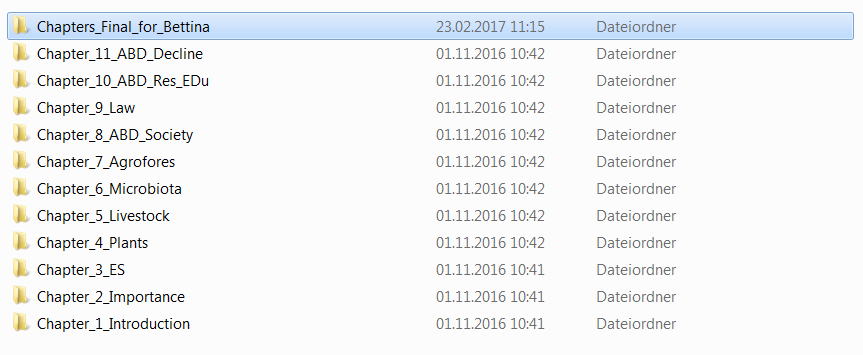 Chapters_Final_for_Bettina 23.02.2017 11:15 Dateiordner
Chapter_11_ABD_Decline 01.11.2016 10:42 Dateiordner
Chapter_10_ABD_Res_EDu 01.11.2016 10:42 Dateiordner
Chapter_9_Law 01.11.2016 10:42 Dateiordner
Chapter_8_ABD_Society 01.11.2016 10:42 Dateiordner
Chapter_7_Agrofores 01.11.2016 10:42 Dateiordner
Chapter_6_Microbiota 01.11.2016 10:42 Dateiordner
Chapter_5_Livestock 01.11.2016 10:42 Dateiordner
Chapter_4_Plants 01.11.2016 10:42 Dateiordner
Chapter_3_ES 01.11.2016 10:41 Dateiordner
Chapter_2_Importance 01.11.2016 10:41 Dateiordner
Chapter_1_Introduction 01.11.2016 10:41 Dateiordner